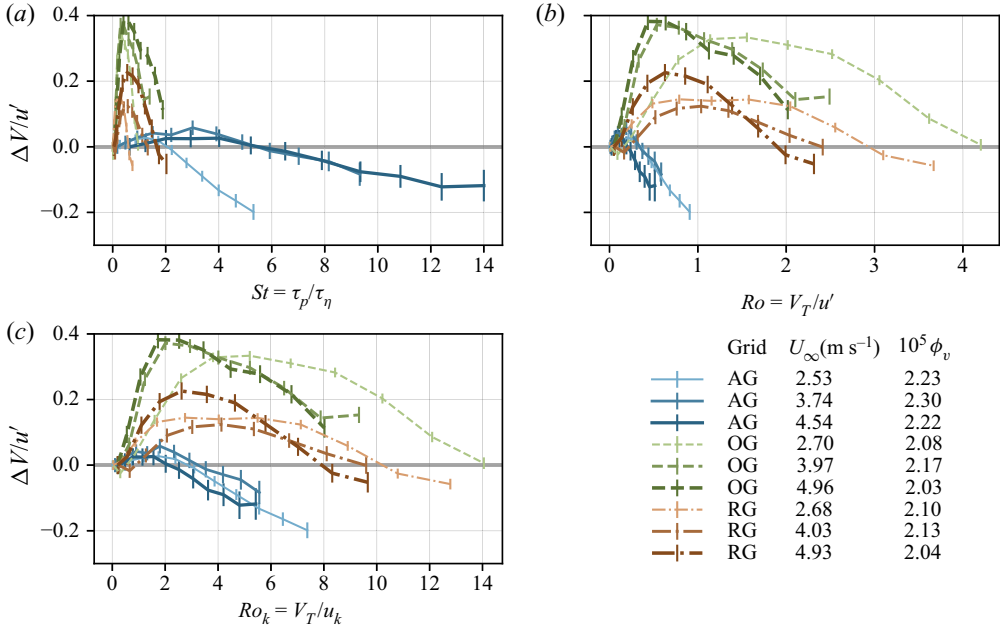 (a)
0.4
0.2
0.0
−0.2
ΔV/u′
0 2 4 6 8 10 12 14
St = τp/τη
(b)
0 1 2 3 4
Ro = VT/u′
(c)
0.4
0.2
0.0
−0.2
ΔV/u′
0 2 4 6 8 10 12 14
Rok = VT/uk
Grid U∞(m s−1) 10^5 ϕv
AG 2.53 2.23
AG 3.74 2.30
AG 4.54 2.22
OG 2.70 2.08
OG 3.97 2.17
OG 4.96 2.03
RG 2.68 2.10
RG 4.03 2.13
RG 4.93 2.04